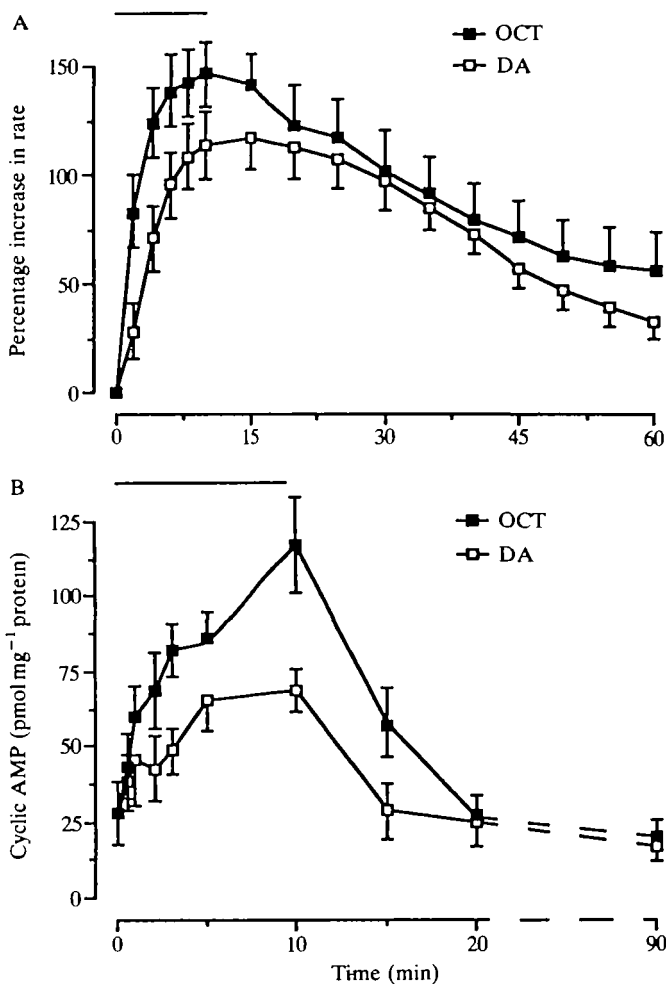 A
OCT
DA
150
100
50
0
Percentage increase in rate
0 15 30 45 60
B
OCT
DA
125
100
75
50
25
0
Cyclic AMP (pmol mg⁻¹ protein)
0 10 20 90
Time (min)